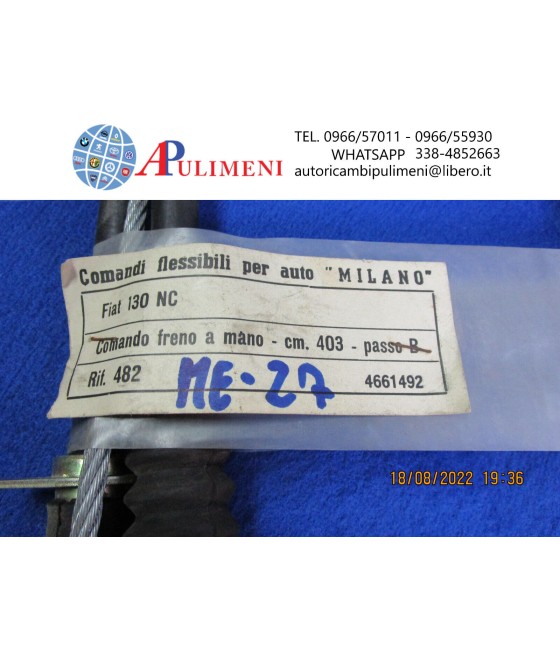 APULIMENI
TEL. 0966/57011 - 0966/55930
WHATSAPP 338-4852663
autoricambipulimeni@libero.it
Comandi flessibili per auto "MILANO"
Fiat 130 NC
Comando freno a mano - cm. 403 - passo B
Rif. 482
ME-27
4661492
18/08/2022 19:36